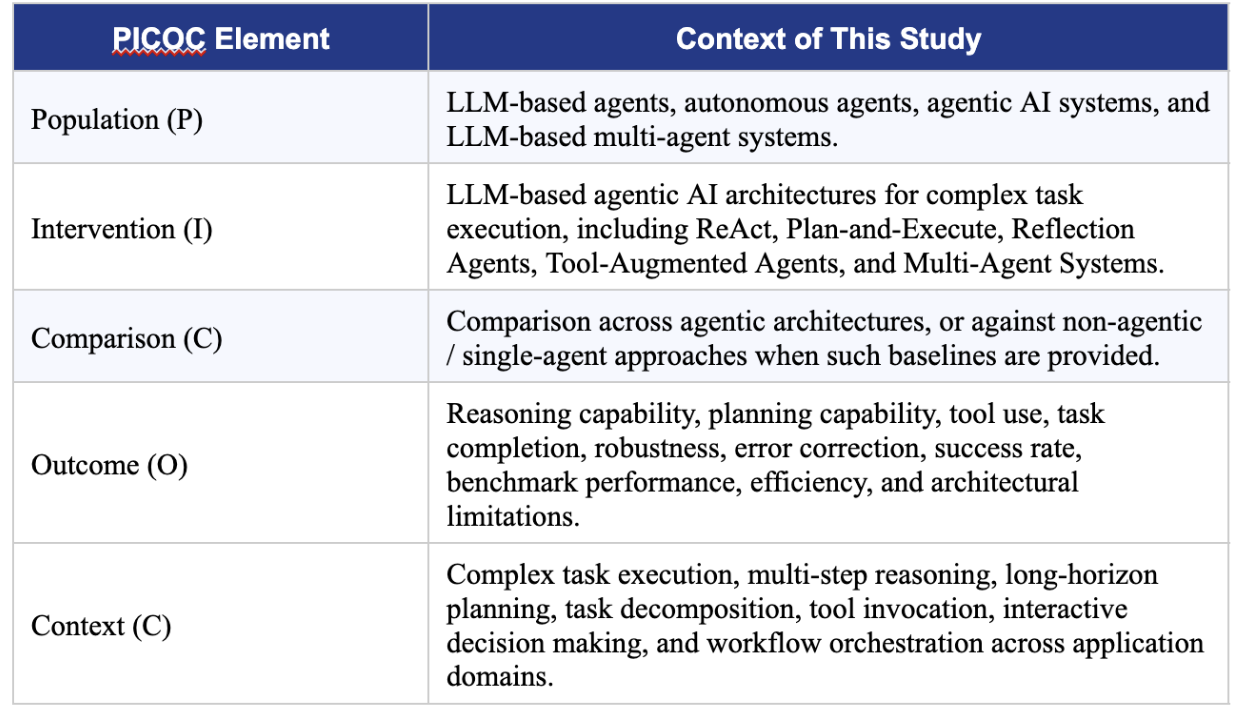 PICOC Element
Context of This Study
Population (P)
LLM-based agents, autonomous agents, agentic AI systems, and
LLM-based multi-agent systems.
Intervention (I)
LLM-based agentic AI architectures for complex task
execution, including ReAct, Plan-and-Execute, Reflection
Agents, Tool-Augmented Agents, and Multi-Agent Systems.
Comparison (C)
Comparison across agentic architectures, or against non-agentic
/ single-agent approaches when such baselines are provided.
Outcome (O)
Reasoning capability, planning capability, tool use, task
completion, robustness, error correction, success rate,
benchmark performance, efficiency, and architectural
limitations.
Context (C)
Complex task execution, multi-step reasoning, long-horizon
planning, task decomposition, tool invocation, interactive
decision making, and workflow orchestration across application
domains.